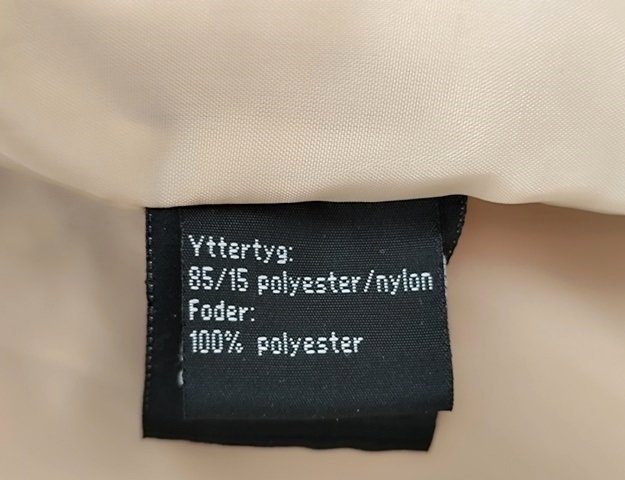 Yttertyg:
85/15 polyester/nylon
Foder:
100% polyester